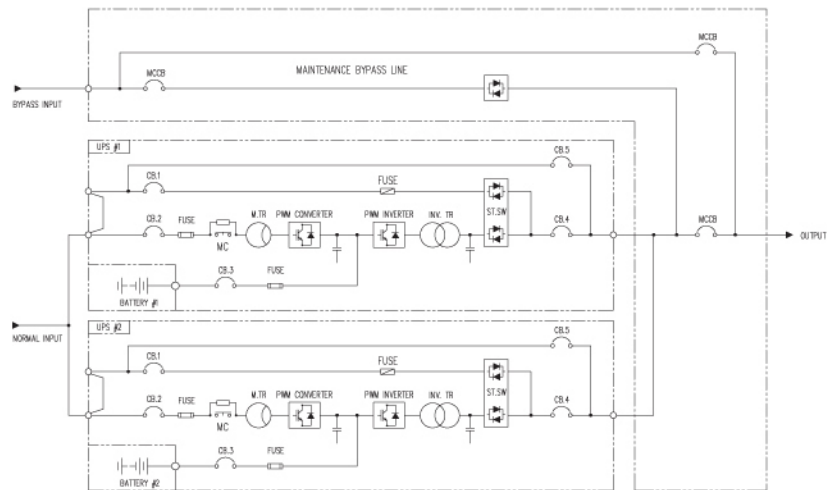 MCCB
MCCB
MAINTENANCE BYPASS LINE
BYPASS INPUT
UPS #1
CB.5
CB.1
FUSE
CB.2
FUSE
MC
M.TR
PWM CONVERTER
PWM INVERTER
INV. TR
ST.SW
CB.4
MCCB
OUTPUT
CB.3
FUSE
BATTERY #1
NORMAL INPUT
UPS #2
CB.5
CB.1
FUSE
CB.2
FUSE
MC
M.TR
PWM CONVERTER
PWM INVERTER
INV. TR
ST.SW
CB.4
CB.3
FUSE
BATTERY #2